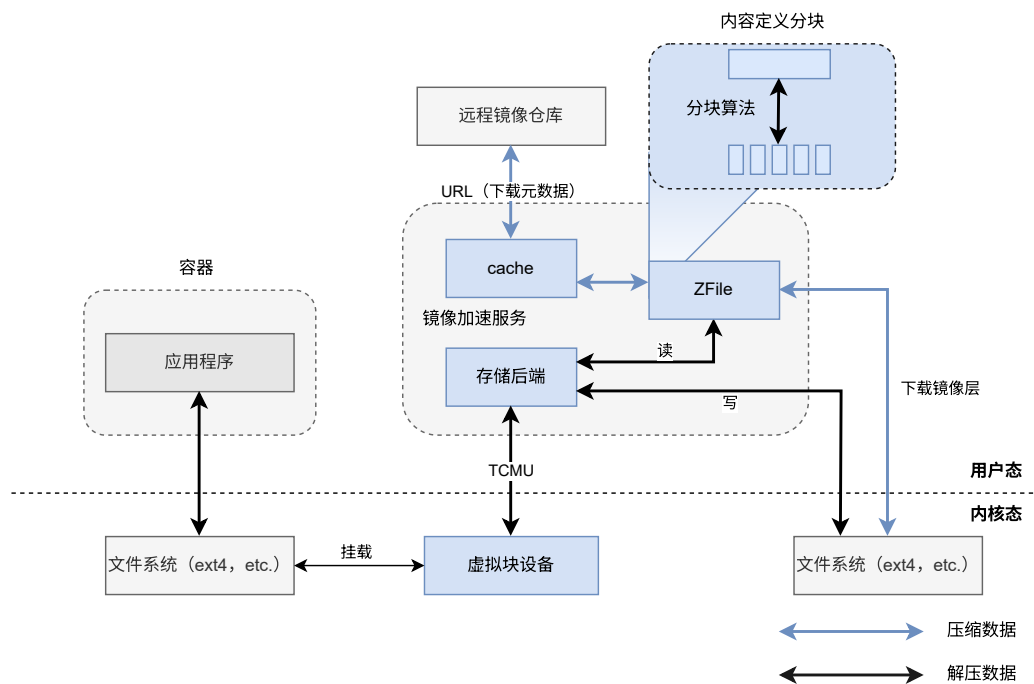 内容定义分块
分块算法
远程镜像仓库
URL（下载元数据）
cache
ZFile
容器
镜像加速服务
应用程序
读
存储后端
写
下载镜像层
TCMU
用户态
内核态
挂载
文件系统（ext4，etc.）
虚拟块设备
文件系统（ext4，etc.）
压缩数据
解压数据